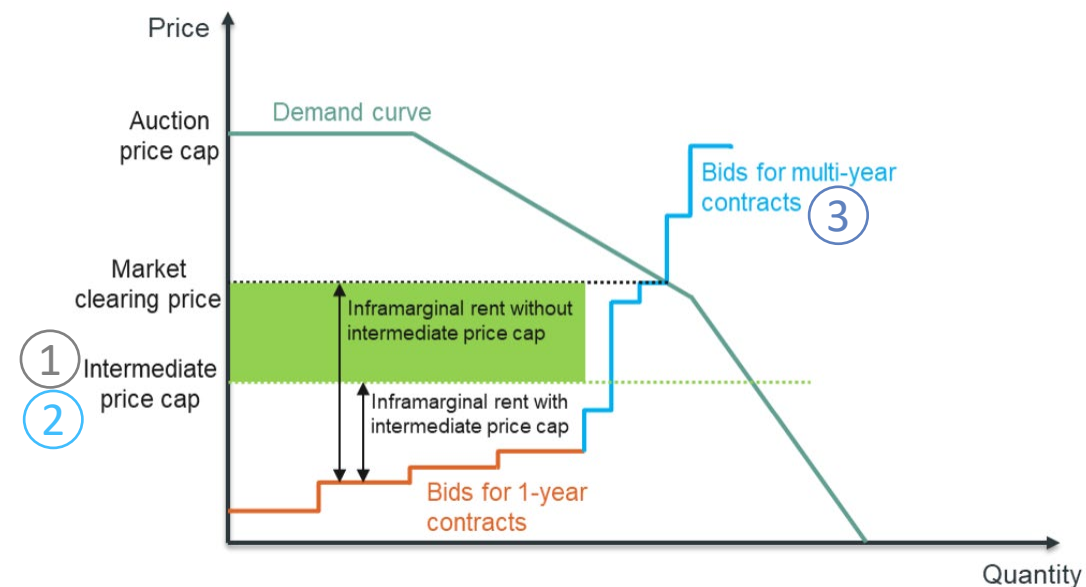 Price
Demand curve
Auction
price cap
Bids for multi-year
contracts
3
Market
clearing price
Inframarginal rent without
intermediate price cap
1
Intermediate
price cap
2
Inframarginal rent with
intermediate price cap
Bids for 1-year
contracts
Quantity